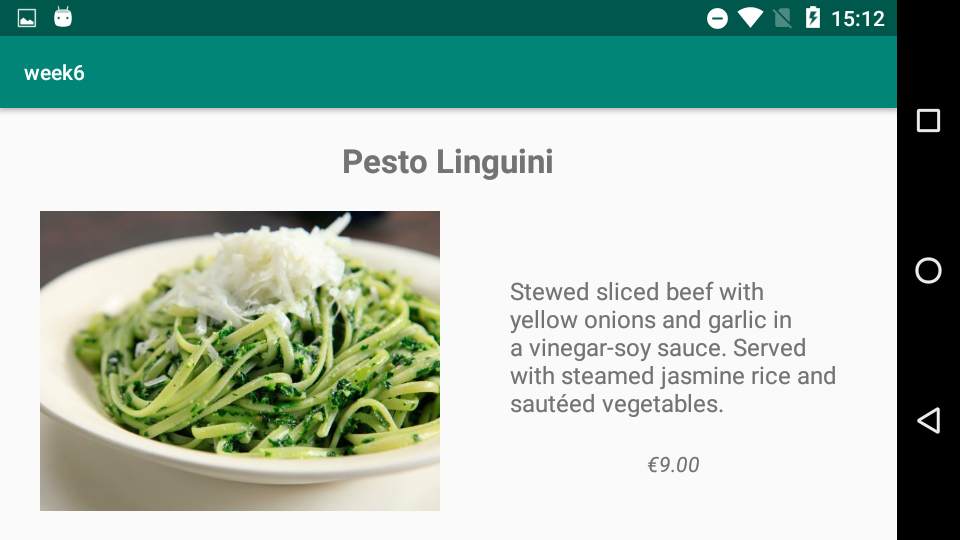 15:12
week6
Pesto Linguini
Stewed sliced beef with
yellow onions and garlic in
a vinegar-soy sauce. Served
with steamed jasmine rice and
sautéed vegetables.
€9.00